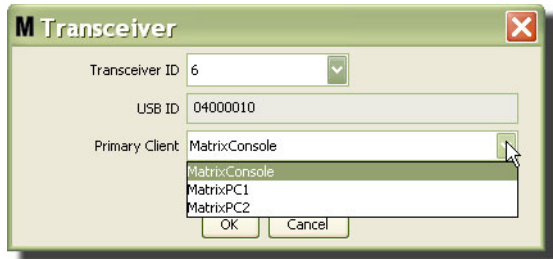 M Transceiver
Transceiver ID 6
USB ID 04000010
Primary Client MatrixConsole
MatrixConsole
MatrixPC1
MatrixPC2
OK Cancel